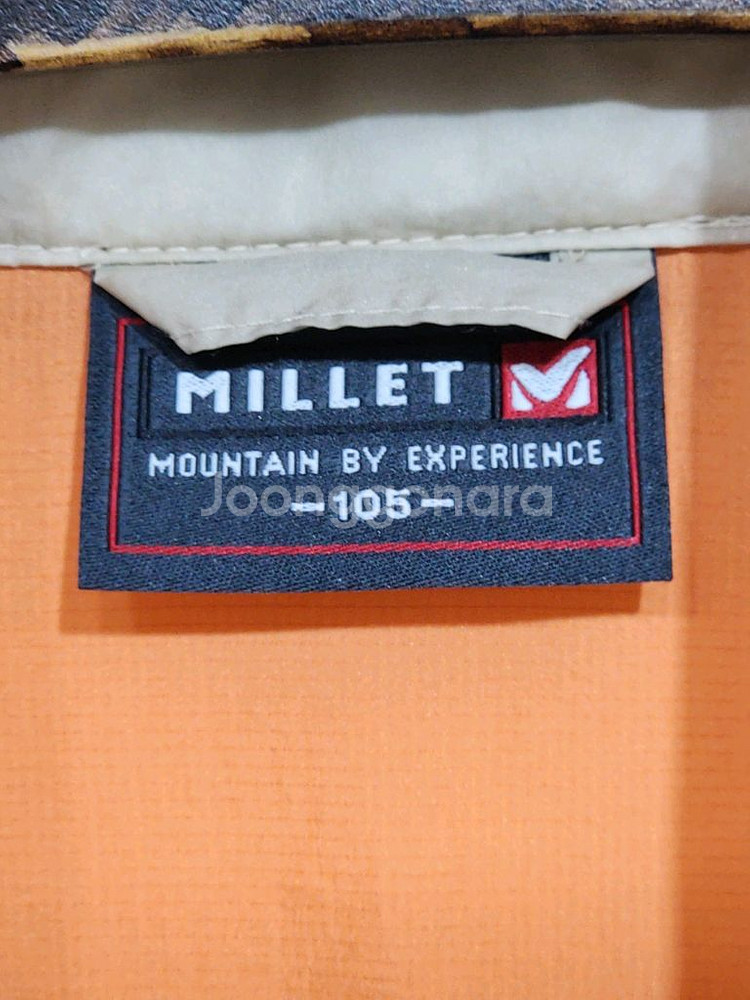 MILLET
MOUNTAIN BY EXPERIENCE
-105-
Joonggonara